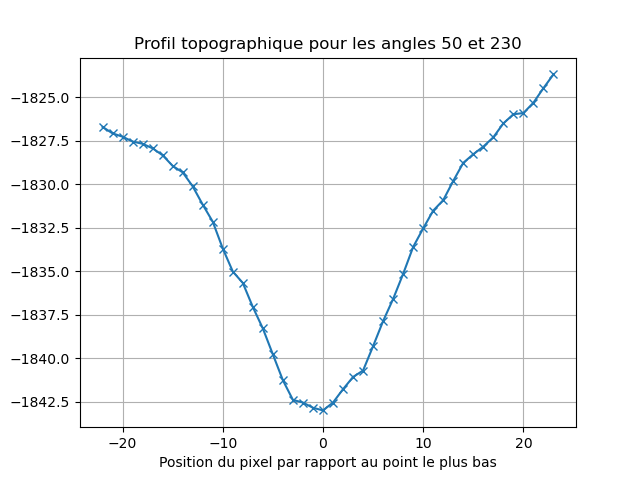 Profil topographique pour les angles 50 et 230
−1825.0
−1827.5
−1830.0
−1832.5
−1835.0
−1837.5
−1840.0
−1842.5
−20 −10 0 10 20
Position du pixel par rapport au point le plus bas